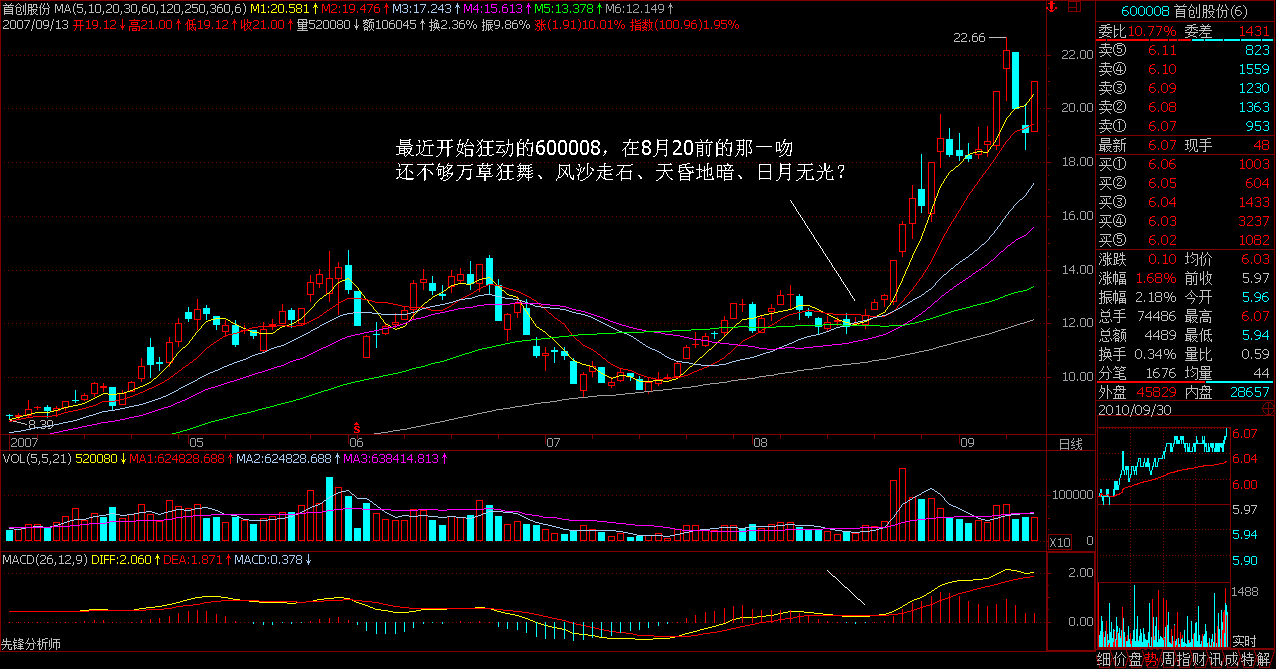 首创股份 MA(5,10,20,30,60,120,250,360,6) M1:20.581↑M2:19.476↑M3:17.243↑M4:15.613↑M5:13.378↑M6:12.149↑
2007/09/13 开19.12↓高21.00↑低19.12↑收21.00↑量520080↓额106045↑换2.36% 振9.86% 涨(1.91)10.01% 指数(100.96)1.95%
22.66
最近开始狂动的600008，在8月20前的那一吻
还不够万草狂舞、风沙走石、天昏地暗、日月无光？
22.00
20.00
18.00
16.00
14.00
12.00
10.00
8.39
2007 05 06 07 08 09 日线
VOL(5,5,21) 520080↓MA1:624828.688↑MA2:624828.688↑MA3:638414.813↑
100000
X10 0
MACD(26,12,9) DIFF:2.060↑DEA:1.871↑MACD:0.378↓
2.00
0.00
先锋分析师
600008 首创股份(6)
委比10.77% 委差 1431
卖⑤ 6.11 823
卖④ 6.10 1559
卖③ 6.09 1230
卖② 6.08 1363
卖① 6.07 953
最新 6.07 现手 48
买① 6.06 1003
买② 6.05 604
买③ 6.04 1433
买④ 6.03 3237
买⑤ 6.02 1082
涨跌 0.10 均价 6.03
涨幅 1.68% 前收 5.97
振幅 2.18% 今开 5.96
总手 74486 最高 6.07
总额 4489 最低 5.94
换手 0.34% 量比 0.59
分笔 1676 均量 44
外盘 45829 内盘 28657
2010/09/30
6.07
6.04
6.00
5.97
5.94
5.90
1488
实时
细价盘势周指财讯成特解